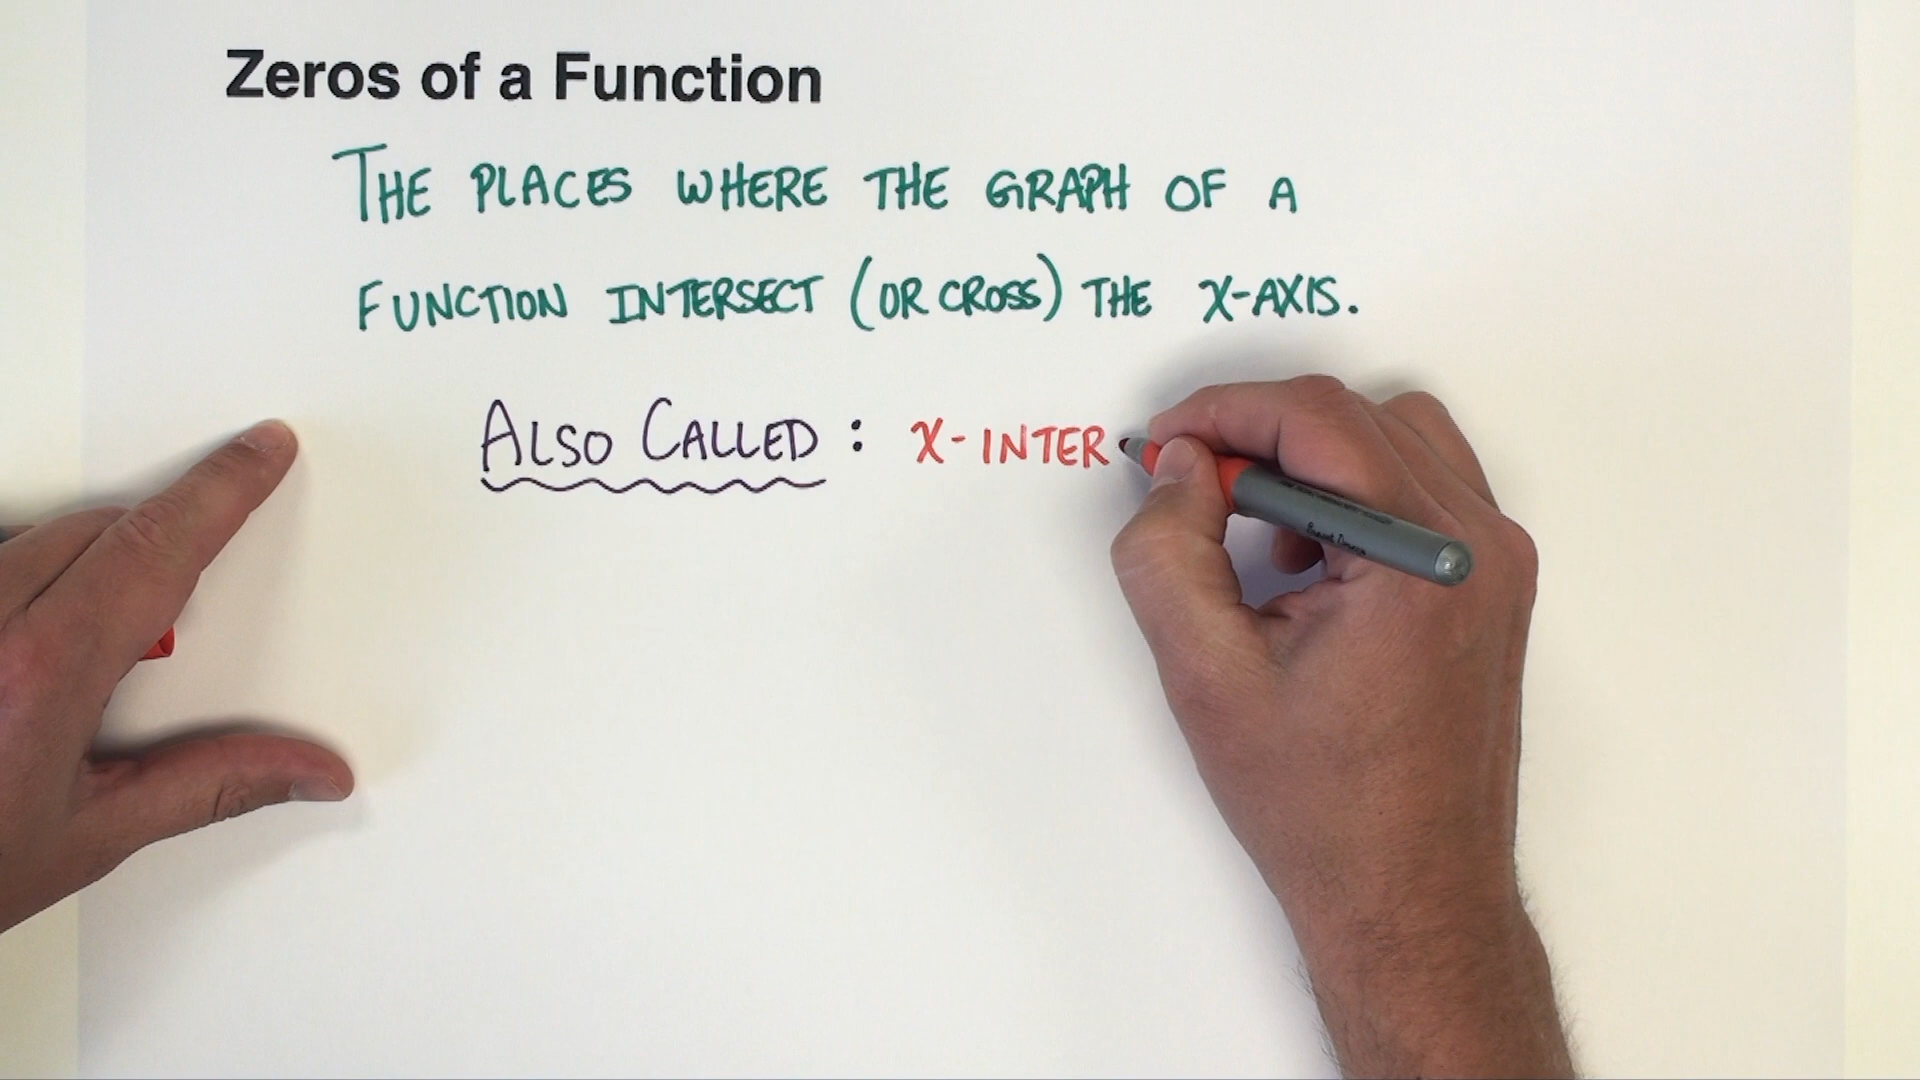 Zeros of a Function
THE PLACES WHERE THE GRAPH OF A
FUNCTION INTERSECT (OR CROSS) THE X-AXIS.
ALSO CALLED : X-INTER